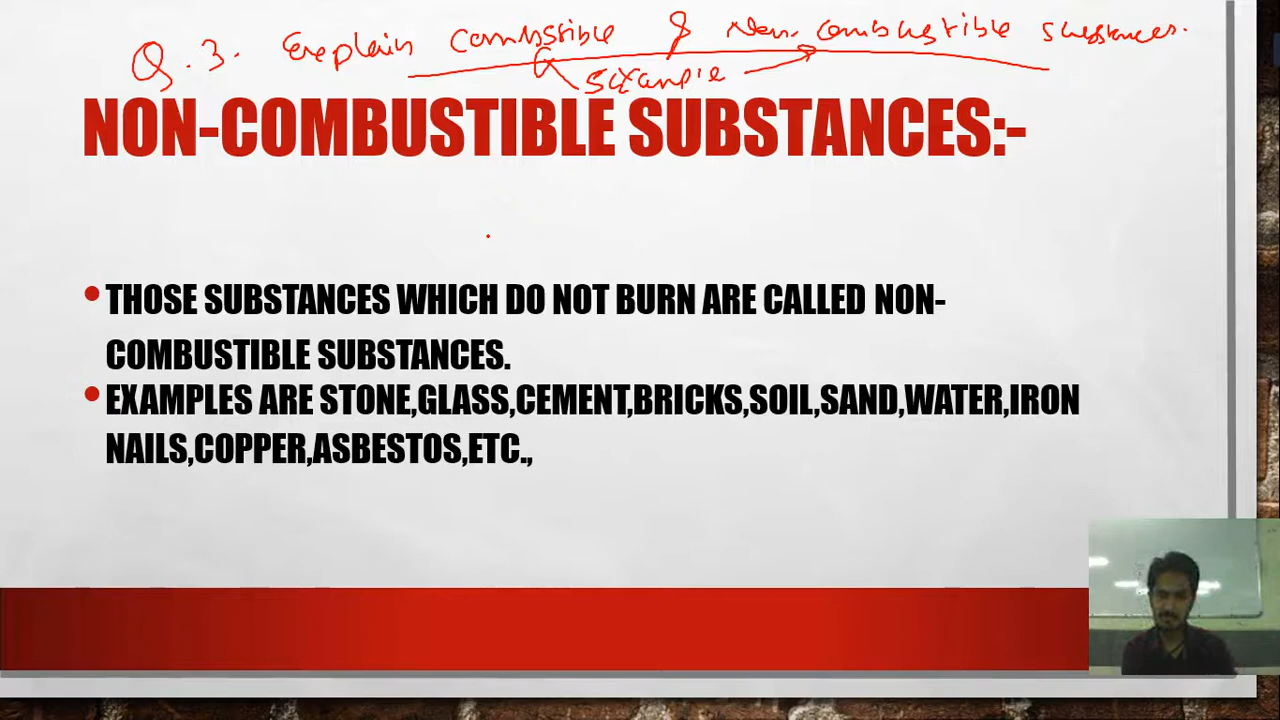 Q.3. Explain Combustible & Non-Combustible substances.
5 Example
NON-COMBUSTIBLE SUBSTANCES:-
•THOSE SUBSTANCES WHICH DO NOT BURN ARE CALLED NON-
COMBUSTIBLE SUBSTANCES.
•EXAMPLES ARE STONE,GLASS,CEMENT,BRICKS,SOIL,SAND,WATER,IRON
NAILS,COPPER,ASBESTOS,ETC.,